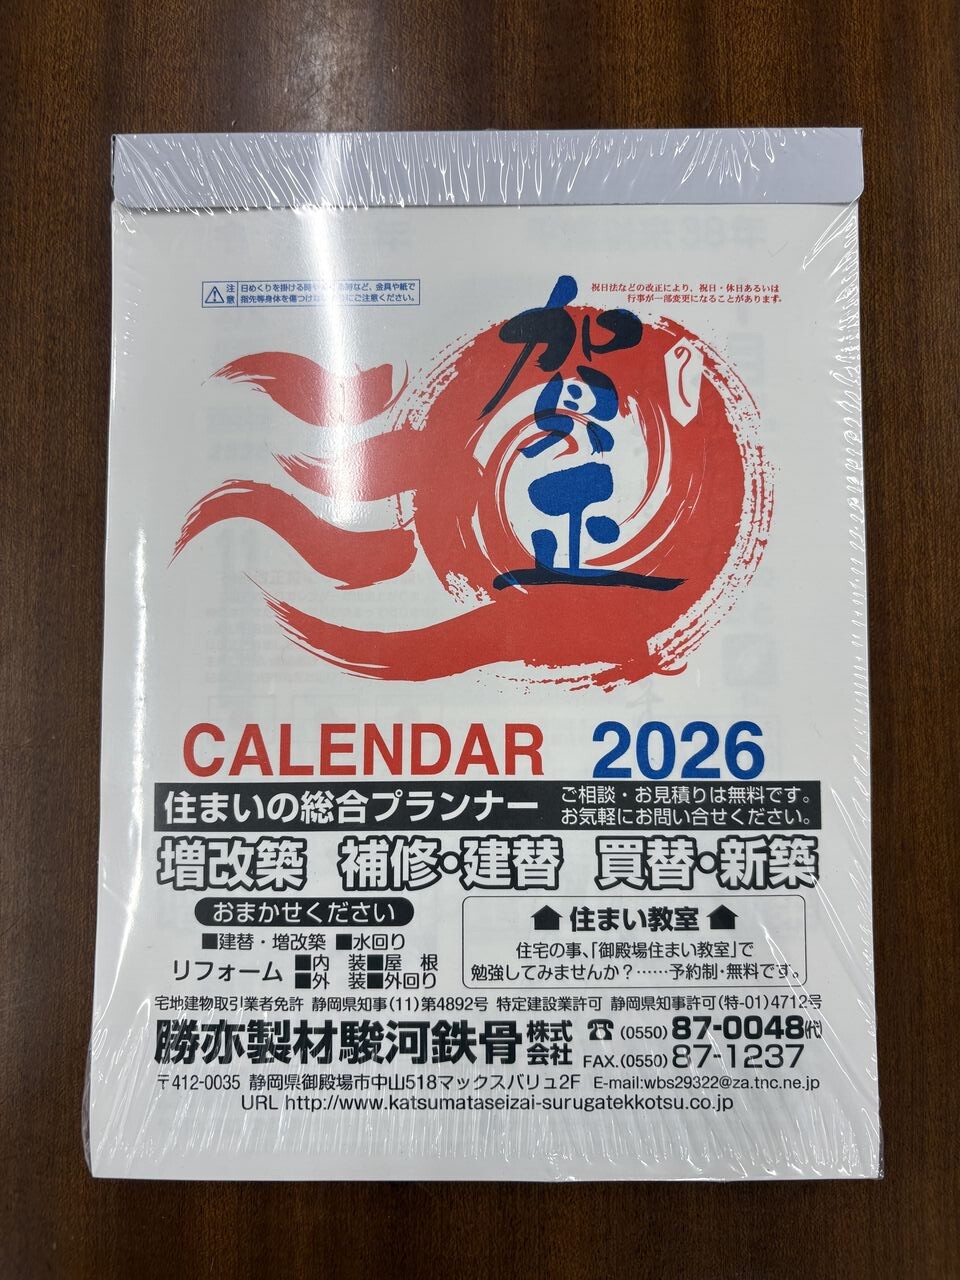 注意
日めくりを掛ける時や
など、金具や紙で
指先等身体を傷つけない
にご注意ください。
祝日法などの改正により、祝日・休日あるいは
行事が一部変更になることがあります。
賀正
CALENDAR 2026
住まいの総合プランナー
ご相談・お見積りは無料です。
お気軽にお問い合せください。
増改築 補修・建替 買替・新築
おまかせください
■建替・増改築 ■水回り
リフォーム
■内 装■屋 根
■外 装■外回り
住まい教室
住宅の事、「御殿場住まい教室」で
勉強してみませんか?……予約制・無料です。
宅地建物取引業者免許 静岡県知事(11)第4892号 特定建設業許可 静岡県知事許可(特-01)4712号
勝亦製材駿河鉄骨株式会社
☎(0550)87-0048(代)
FAX.(0550)87-1237
〒412-0035 静岡県御殿場市中山518マックスバリュ2F E-mail:wbs29322@za.tnc.ne.jp
URL http://www.katsumataseizai-surugatekkotsu.co.jp